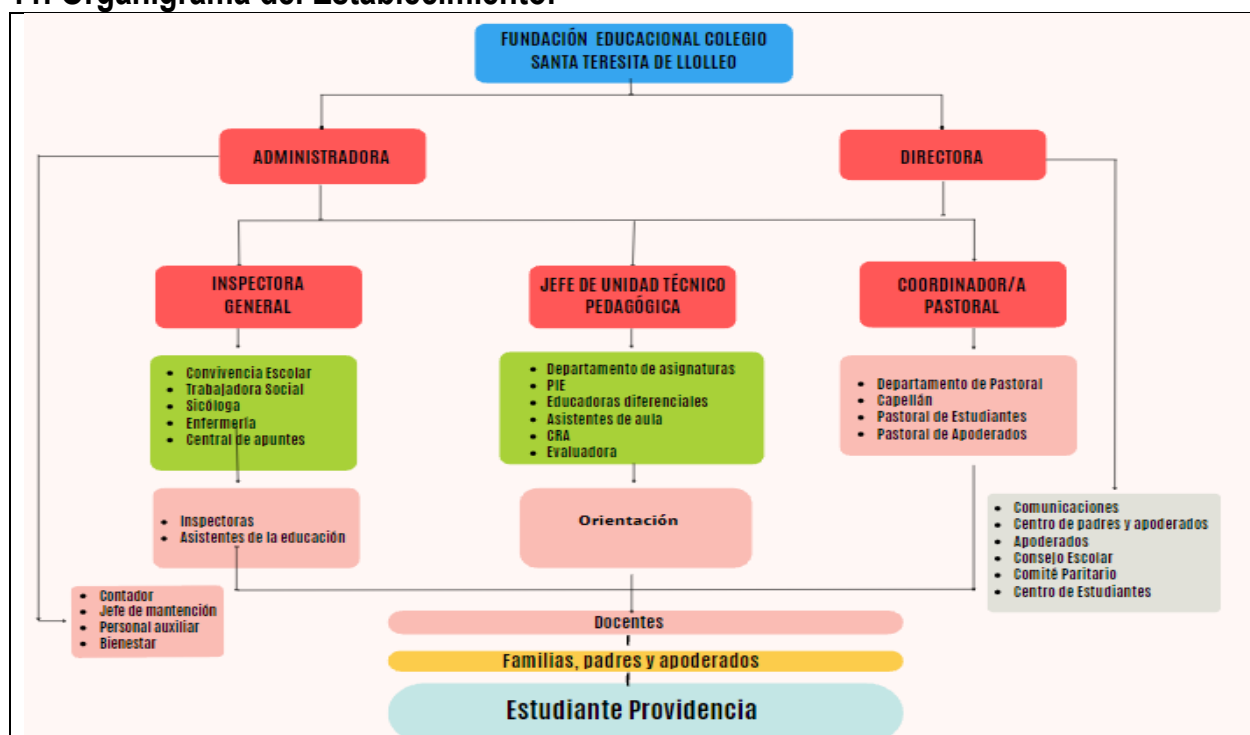 11. Organigrama del Establecimiento.
FUNDACIÓN EDUCACIONAL COLEGIO
SANTA TERESITA DE LLOLLEO
ADMINISTRADORA
DIRECTORA
INSPECTORA
GENERAL
JEFE DE UNIDAD TÉCNICO
PEDAGÓGICA
COORDINADOR/A
PASTORAL
• Convivencia Escolar
• Trabajadora Social
• Sicóloga
• Enfermería
• Central de apuntes
• Departamento de asignaturas
• PIE
• Educadoras diferenciales
• Asistentes de aula
• CRA
• Evaluadora
• Departamento de Pastoral
• Capellán
• Pastoral de Estudiantes
• Pastoral de Apoderados
• Inspectoras
• Asistentes de la educación
Orientación
• Comunicaciones
• Centro de padres y apoderados
• Apoderados
• Consejo Escolar
• Comité Paritario
• Centro de Estudiantes
• Contador
• Jefe de mantención
• Personal auxiliar
• Bienestar
Docentes
Familias, padres y apoderados
Estudiante Providencia